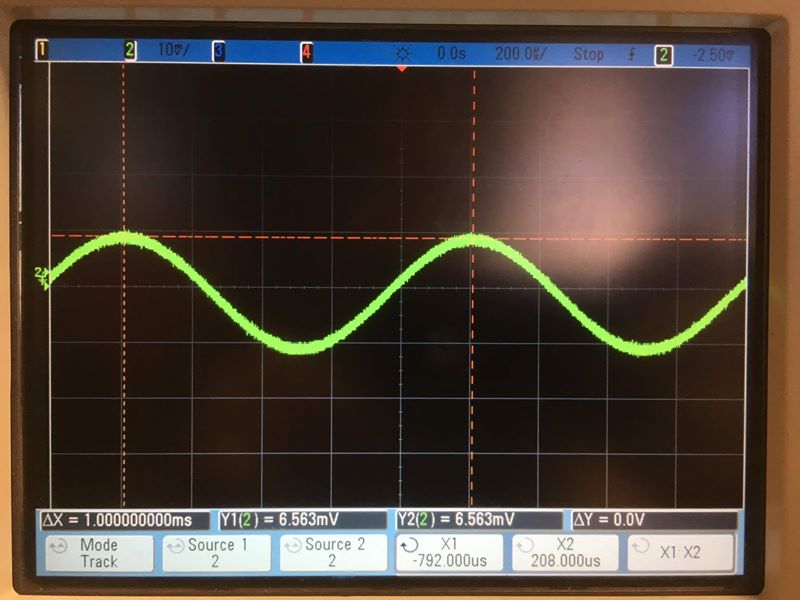 1 2 10mV/ 3 4 0.0s 200.0us/ Stop 2 -2.50V
2
ΔX = 1.000000000ms Y1(2) = 6.563mV Y2(2) = 6.563mV ΔY = 0.0V
Mode Source 1 Source 2 X1 X2 X1 X2
Track 2 2 -792.000us 208.000us